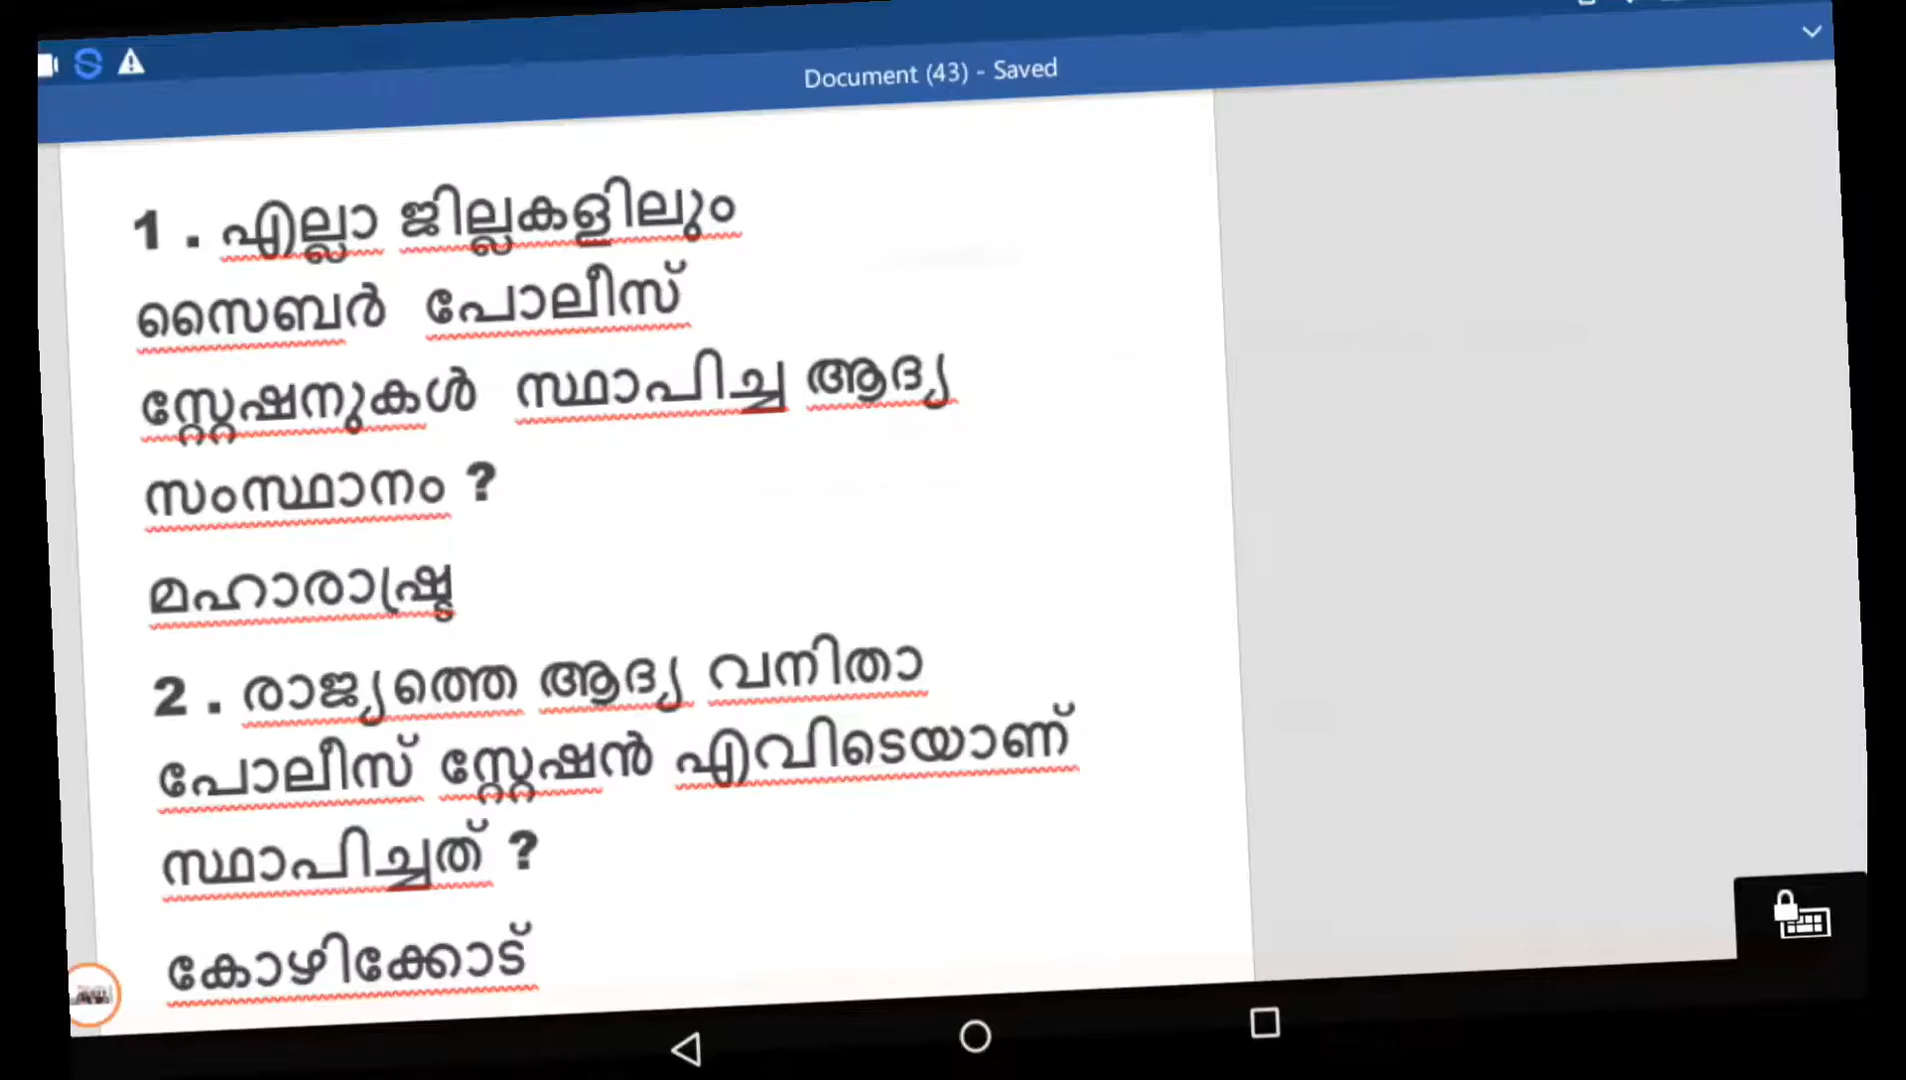 Document (43) - Saved
1 . എല്ലാ ജില്ലകളിലും
സൈബർ പോലീസ്
സ്റ്റേഷനുകൾ സ്ഥാപിച്ച ആദ്യ
സംസ്ഥാനം ?
മഹാരാഷ്ട്ര
2 . രാജ്യത്തെ ആദ്യ വനിതാ
പോലീസ് സ്റ്റേഷൻ എവിടെയാണ്
സ്ഥാപിച്ചത് ?
കോഴിക്കോട്